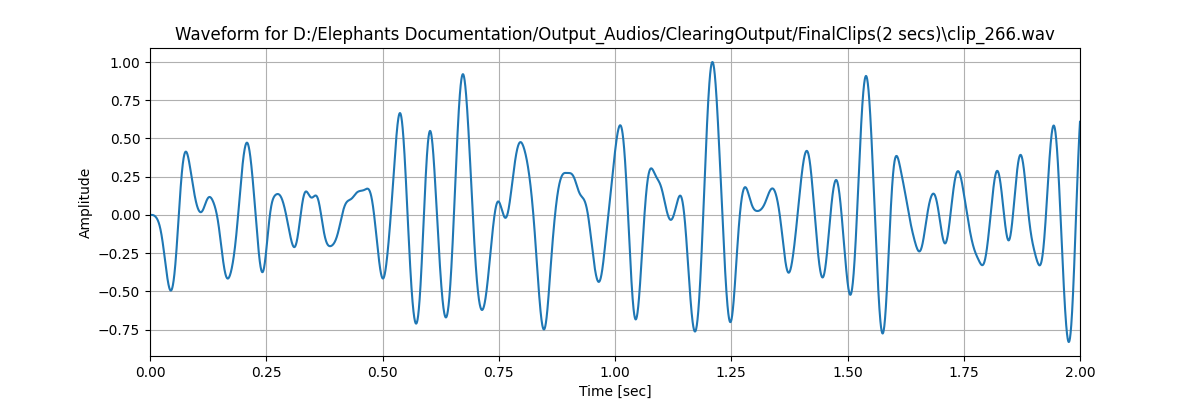 Waveform for D:/Elephants Documentation/Output_Audios/ClearingOutput/FinalClips(2 secs)\clip_266.wav
1.00
0.75
0.50
0.25
0.00
−0.25
−0.50
−0.75
Amplitude
0.00 0.25 0.50 0.75 1.00 1.25 1.50 1.75 2.00
Time [sec]